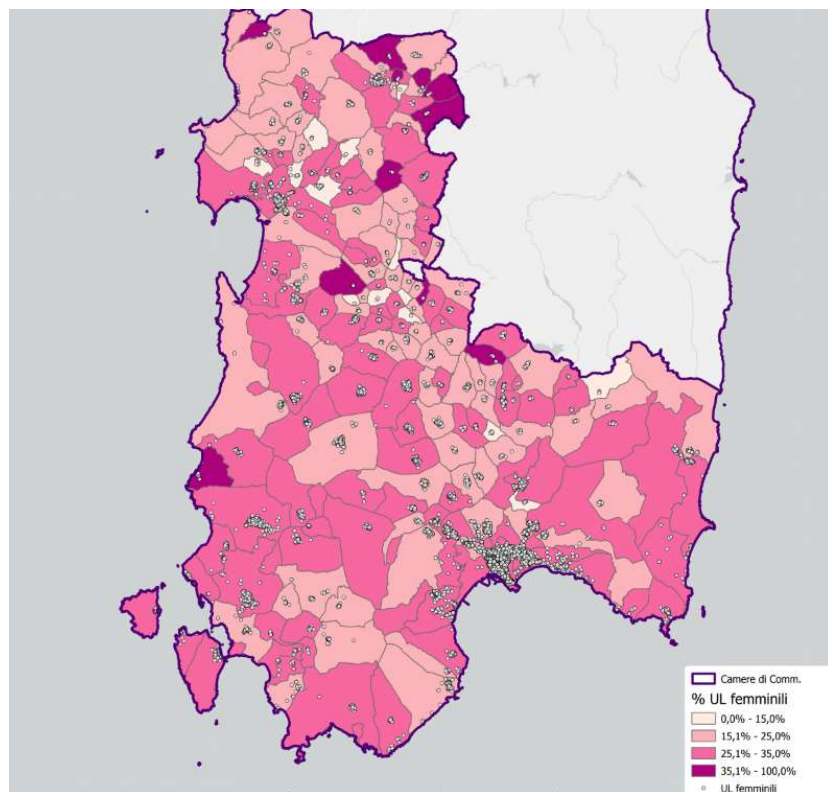 Camere di Comm.
% UL femminili
0,0% - 15,0%
15,1% - 25,0%
25,1% - 35,0%
35,1% - 100,0%
UL femminili